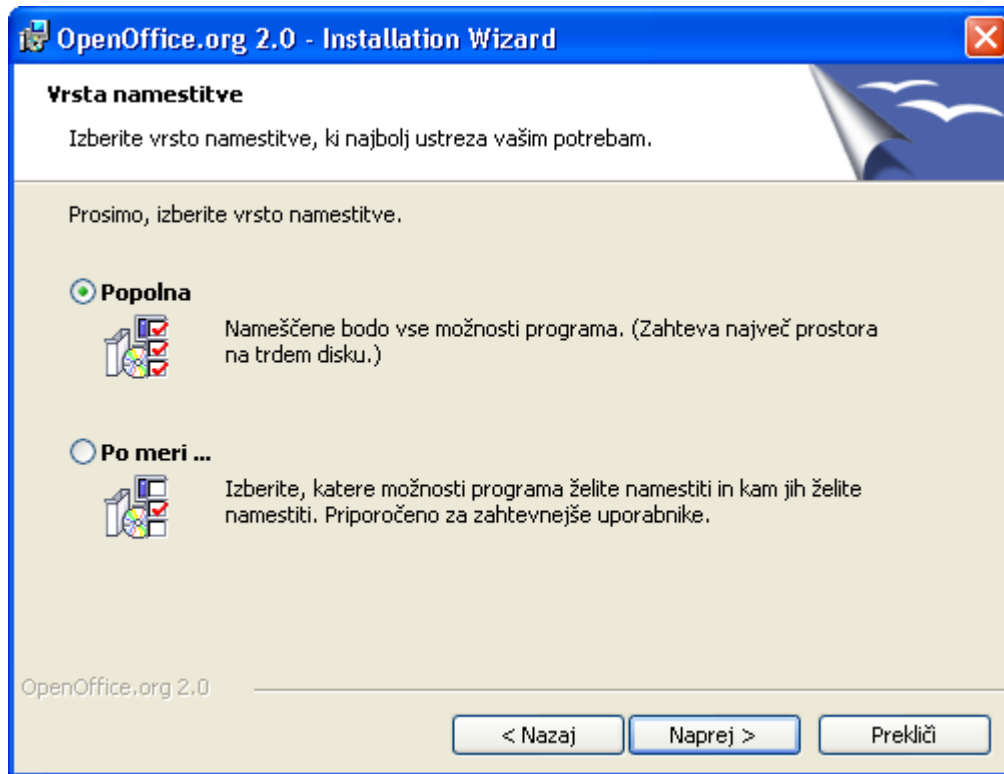 OpenOffice.org 2.0 - Installation Wizard
Vrsta namestitve
Izberite vrsto namestitve, ki najbolj ustreza vašim potrebam.
Prosimo, izberite vrsto namestitve.
Popolna
Nameščene bodo vse možnosti programa. (Zahteva največ prostora
na trdem disku.)
Po meri ...
Izberite, katere možnosti programa želite namestiti in kam jih želite
namestiti. Priporočeno za zahtevnejše uporabnike.
OpenOffice.org 2.0
< Nazaj
Naprej >
Prekliči